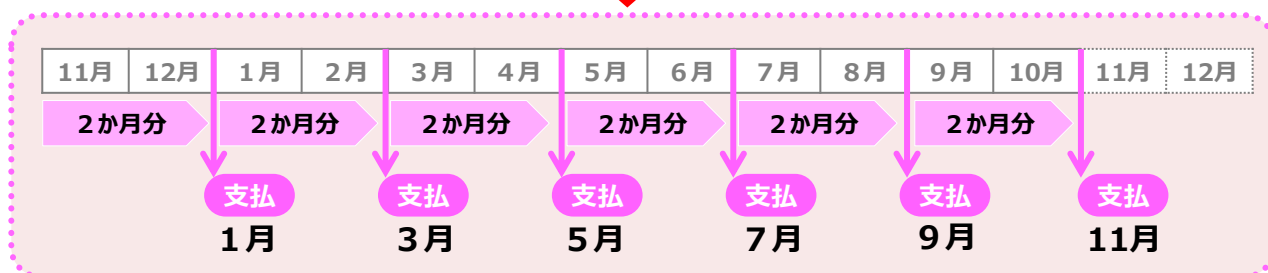 11月 12月 1月 2月 3月 4月 5月 6月 7月 8月 9月 10月 11月 12月
2か月分 2か月分 2か月分 2か月分 2か月分 2か月分
支払 支払 支払 支払 支払 支払
1月 3月 5月 7月 9月 11月